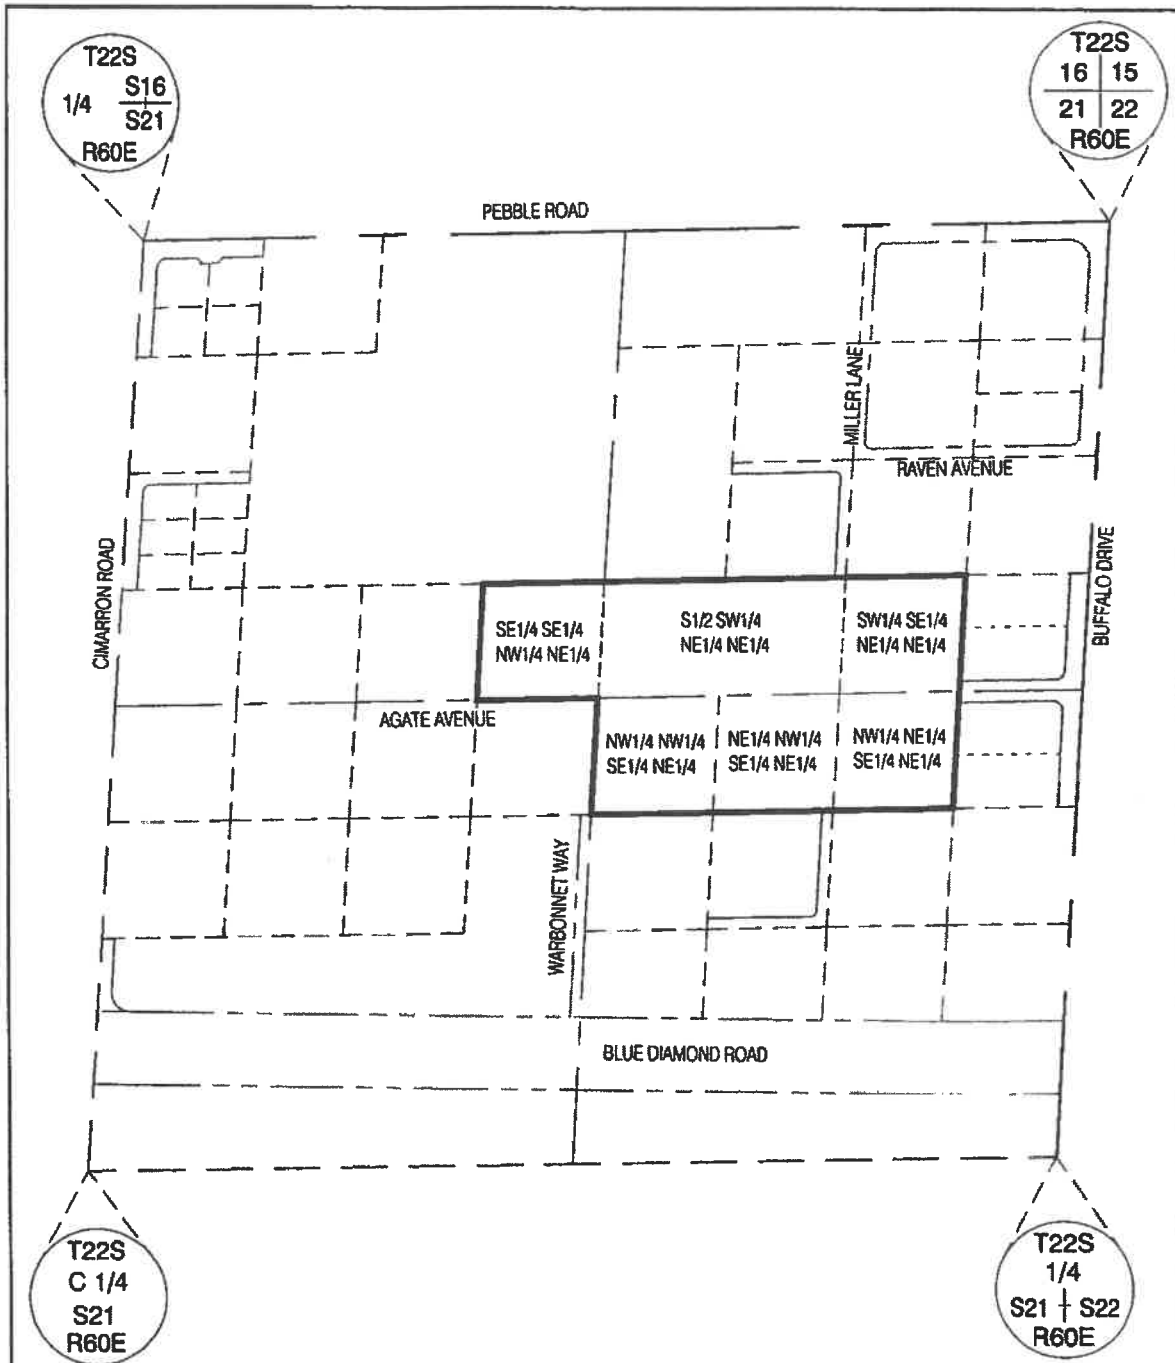 T22S
1/4 S16
S21
R60E
T22S
16 15
21 22
R60E
PEBBLE ROAD
MILLER LANE
RAVEN AVENUE
CIMARRON ROAD
BUFFALO DRIVE
SE1/4 SE1/4
NW1/4 NE1/4
S1/2 SW1/4
NE1/4 NE1/4
SW1/4 SE1/4
NE1/4 NE1/4
AGATE AVENUE
NW1/4 NW1/4
SE1/4 NE1/4
NE1/4 NW1/4
SE1/4 NE1/4
NW1/4 NE1/4
SE1/4 NE1/4
WARBONNET WAY
BLUE DIAMOND ROAD
T22S
C 1/4
S21
R60E
T22S
1/4
S21 S22
R60E